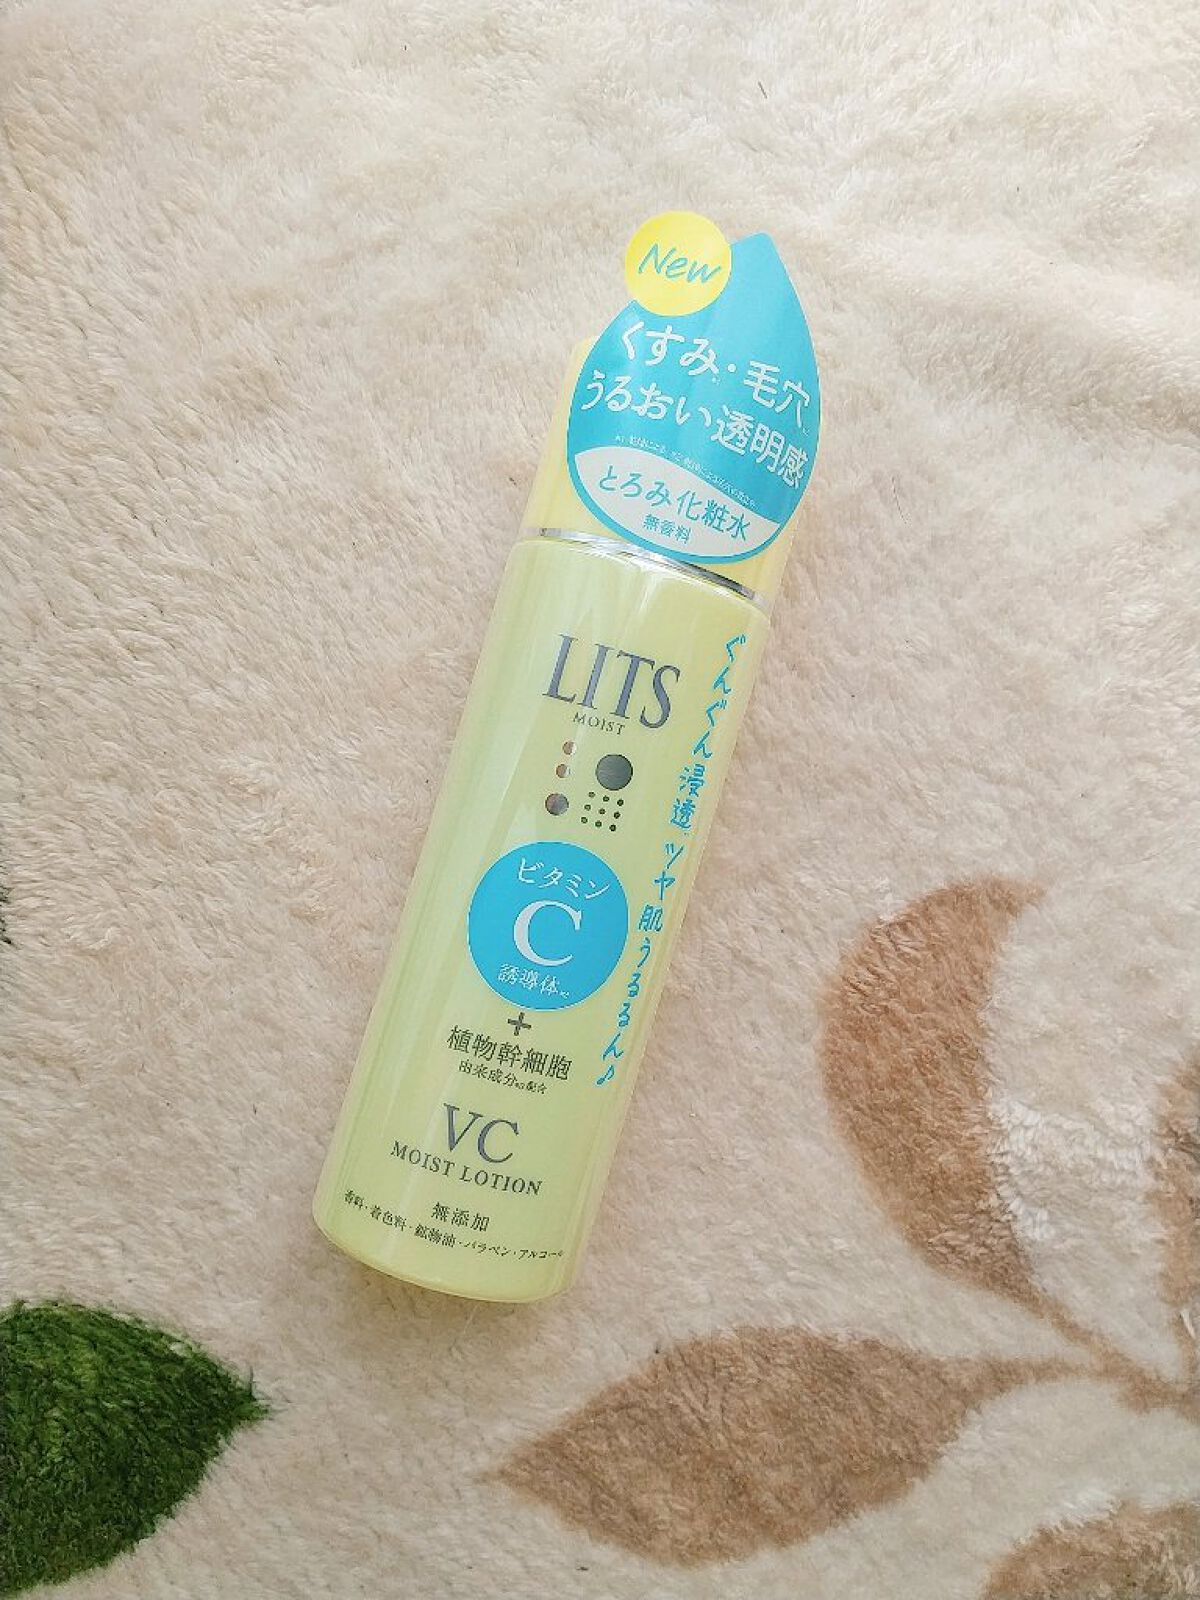 New
くすみ・毛穴
うるおい透明感
とろみ化粧水
無香料
LITS
MOIST
ぐんぐん浸透 ツヤ肌うるるん♪
ビタミン
C
誘導体
+
植物幹細胞
由来成分 配合
VC
MOIST LOTION
無添加
香料・着色料・鉱物油・パラベン・アルコール